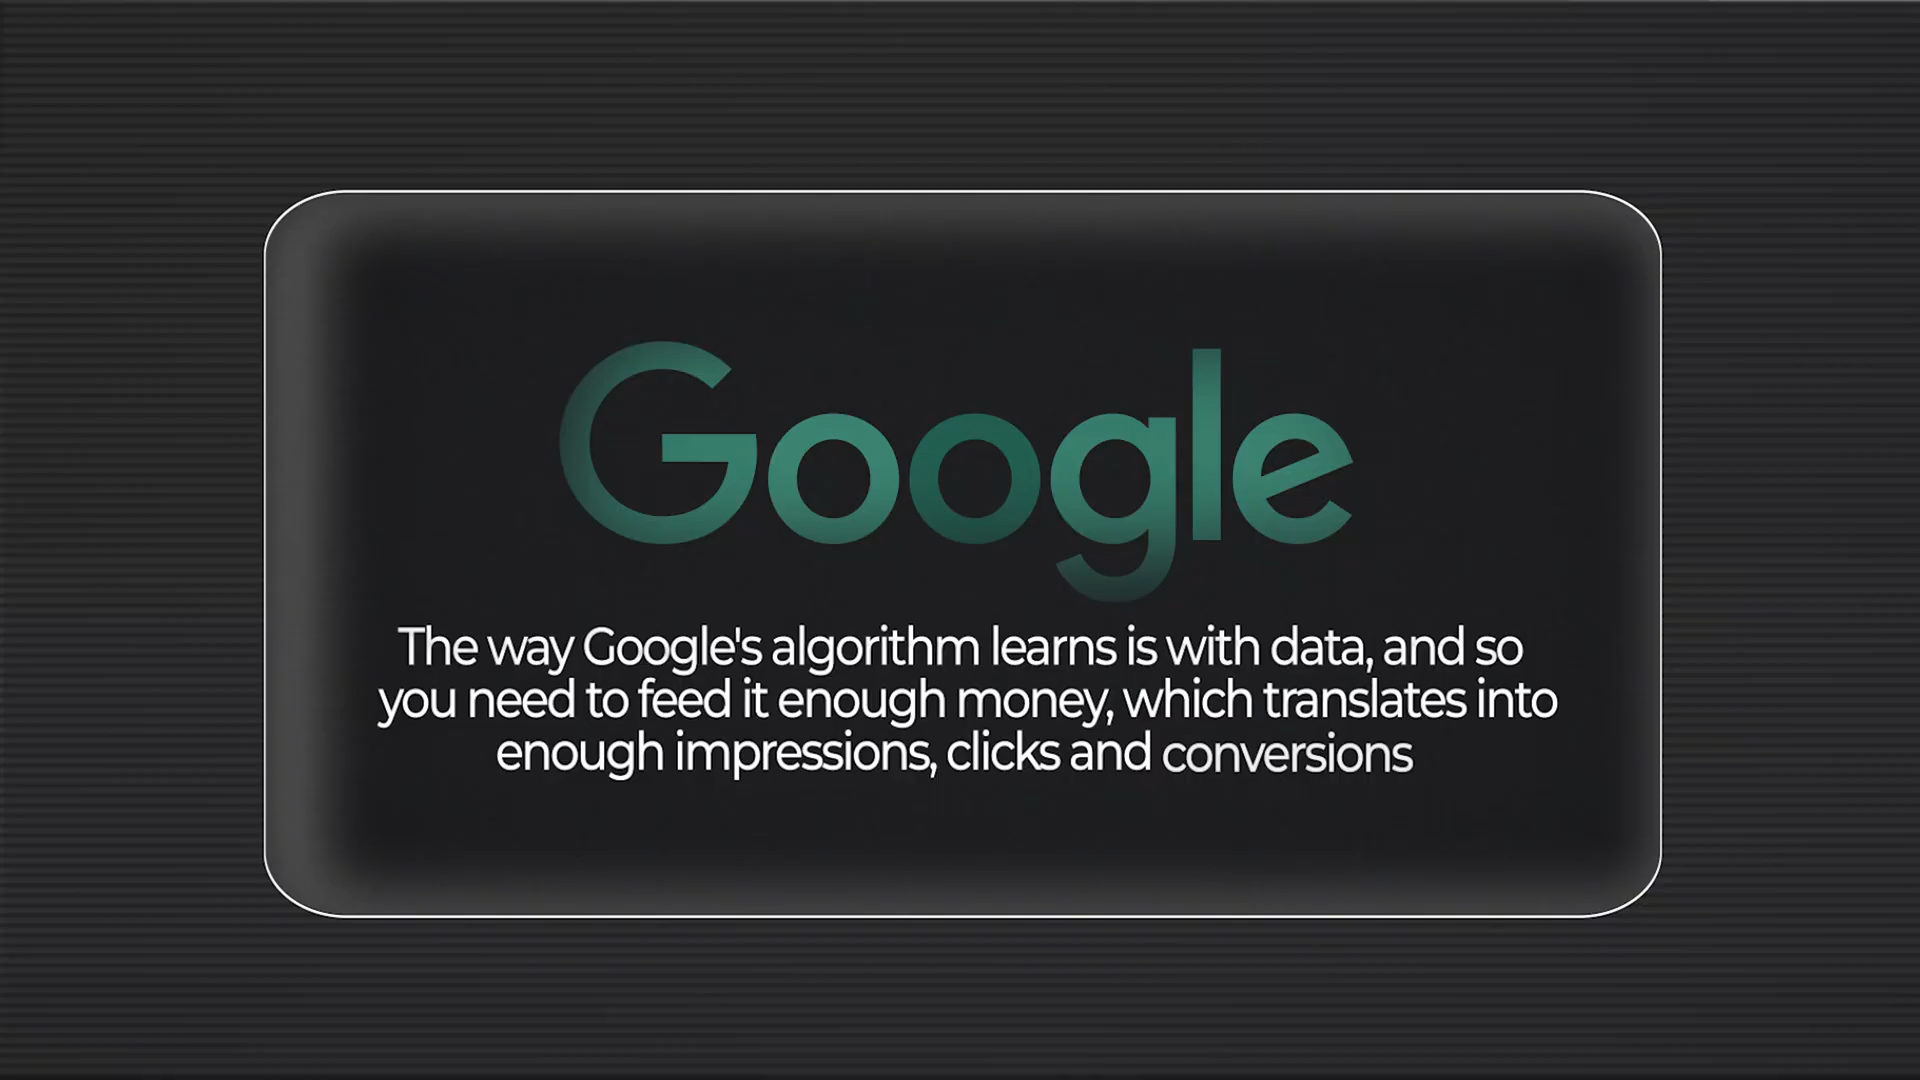 Google
The way Google's algorithm learns is with data, and so
you need to feed it enough money, which translates into
enough impressions, clicks and conversions